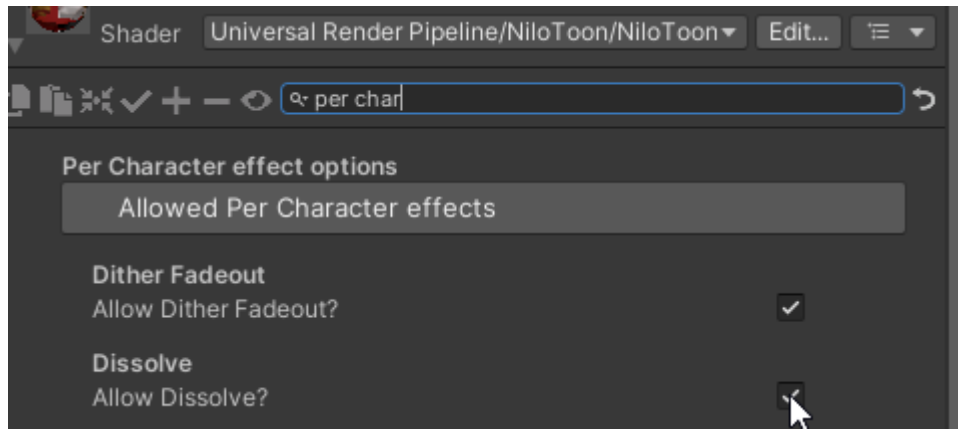 Shader Universal Render Pipeline/NiloToon/NiloToon Edit...
per char
Per Character effect options
Allowed Per Character effects
Dither Fadeout
Allow Dither Fadeout?
Dissolve
Allow Dissolve?